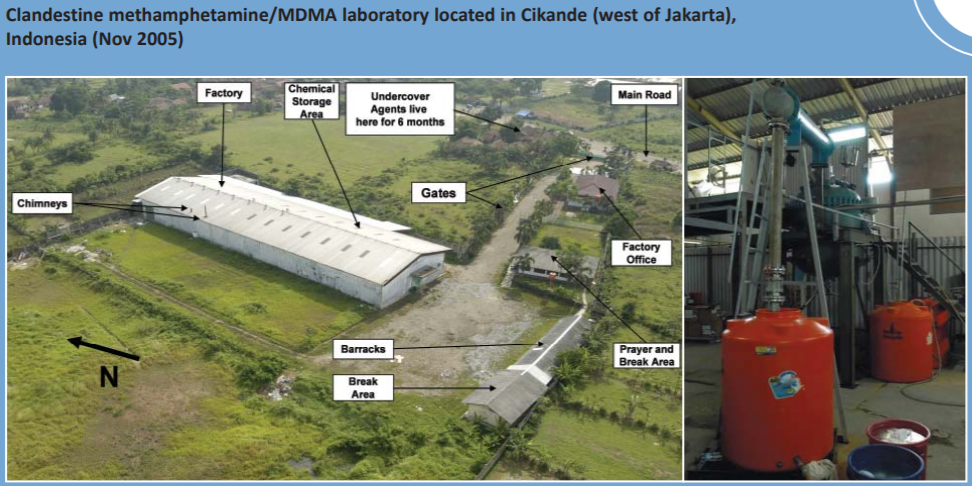 Clandestine methamphetamine/MDMA laboratory located in Cikande (west of Jakarta),
Indonesia (Nov 2005)
Factory
Chemical
Storage
Area
Undercover
Agents live
here for 6 months
Main Road
Chimneys
Gates
Factory
Office
N
Barracks
Prayer and
Break Area
Break
Area